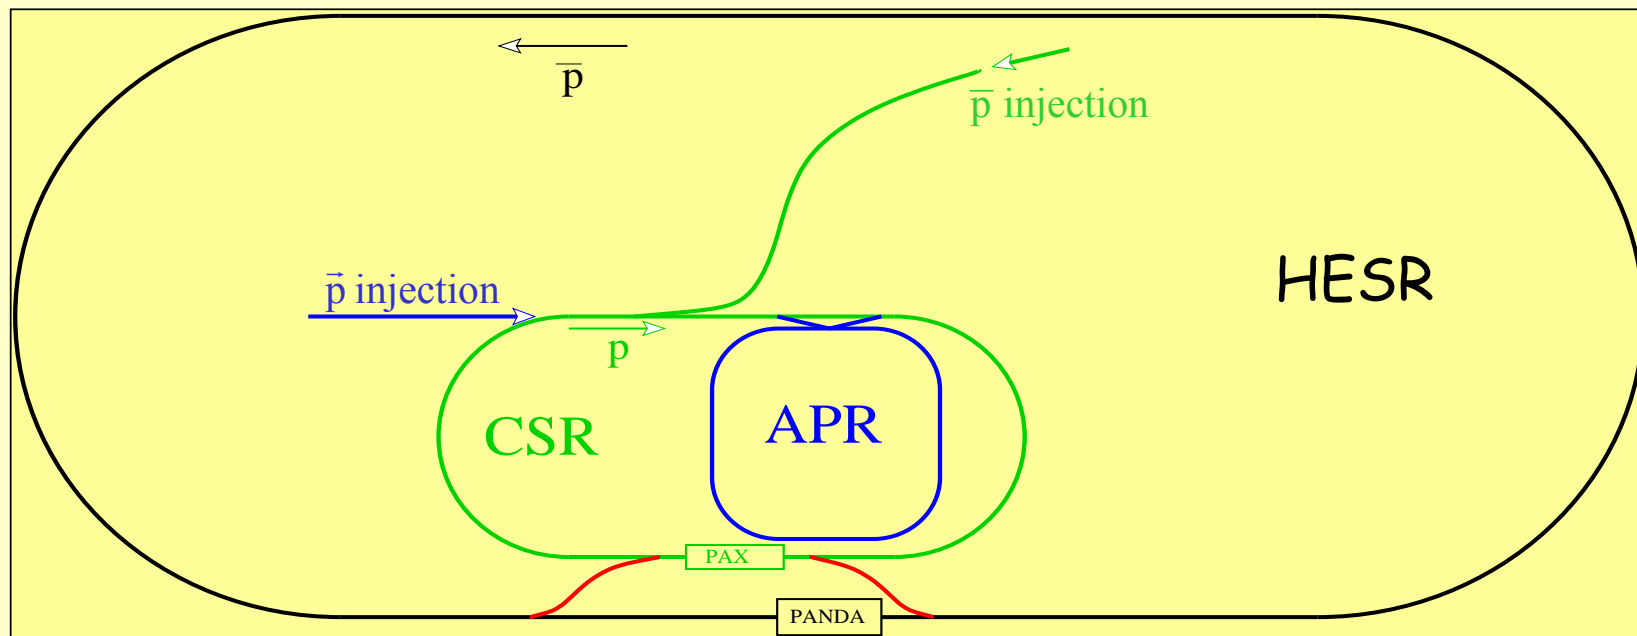 p̅
p̅ injection
p⃗ injection
HESR
p
CSR
APR
PAX
PANDA